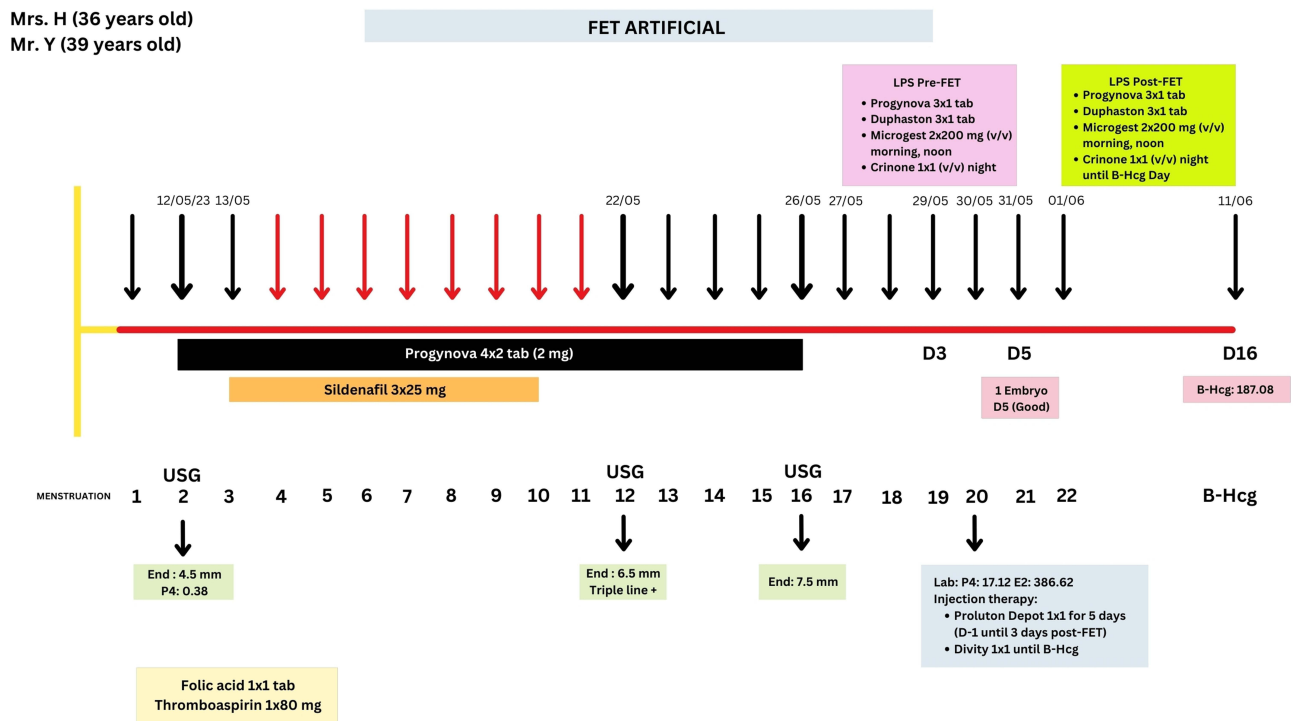 Mrs. H (36 years old)
Mr. Y (39 years old)
FET ARTIFICIAL
LPS Pre-FET
• Progynova 3x1 tab
• Duphaston 3x1 tab
• Microgest 2x200 mg (v/v)
morning, noon
• Crinone 1x1 (v/v) night
LPS Post-FET
• Progynova 3x1 tab
• Duphaston 3x1 tab
• Microgest 2x200 mg (v/v)
morning, noon
• Crinone 1x1 (v/v) night
until B-Hcg Day
12/05/23 13/05 22/05 26/05 27/05 29/05 30/05 31/05 01/06 11/06
Progynova 4x2 tab (2 mg)
D3 D5 D16
Sildenafil 3x25 mg
1 Embryo
D5 (Good)
B-Hcg: 187.08
USG USG USG
MENSTRUATION 1 2 3 4 5 6 7 8 9 10 11 12 13 14 15 16 17 18 19 20 21 22 B-Hcg
End : 4.5 mm
P4: 0.38
End : 6.5 mm
Triple line +
End: 7.5 mm
Lab: P4: 17.12 E2: 386.62
Injection therapy:
• Proluton Depot 1x1 for 5 days
(D-1 until 3 days post-FET)
• Divity 1x1 until B-Hcg
Folic acid 1x1 tab
Thromboaspirin 1x80 mg